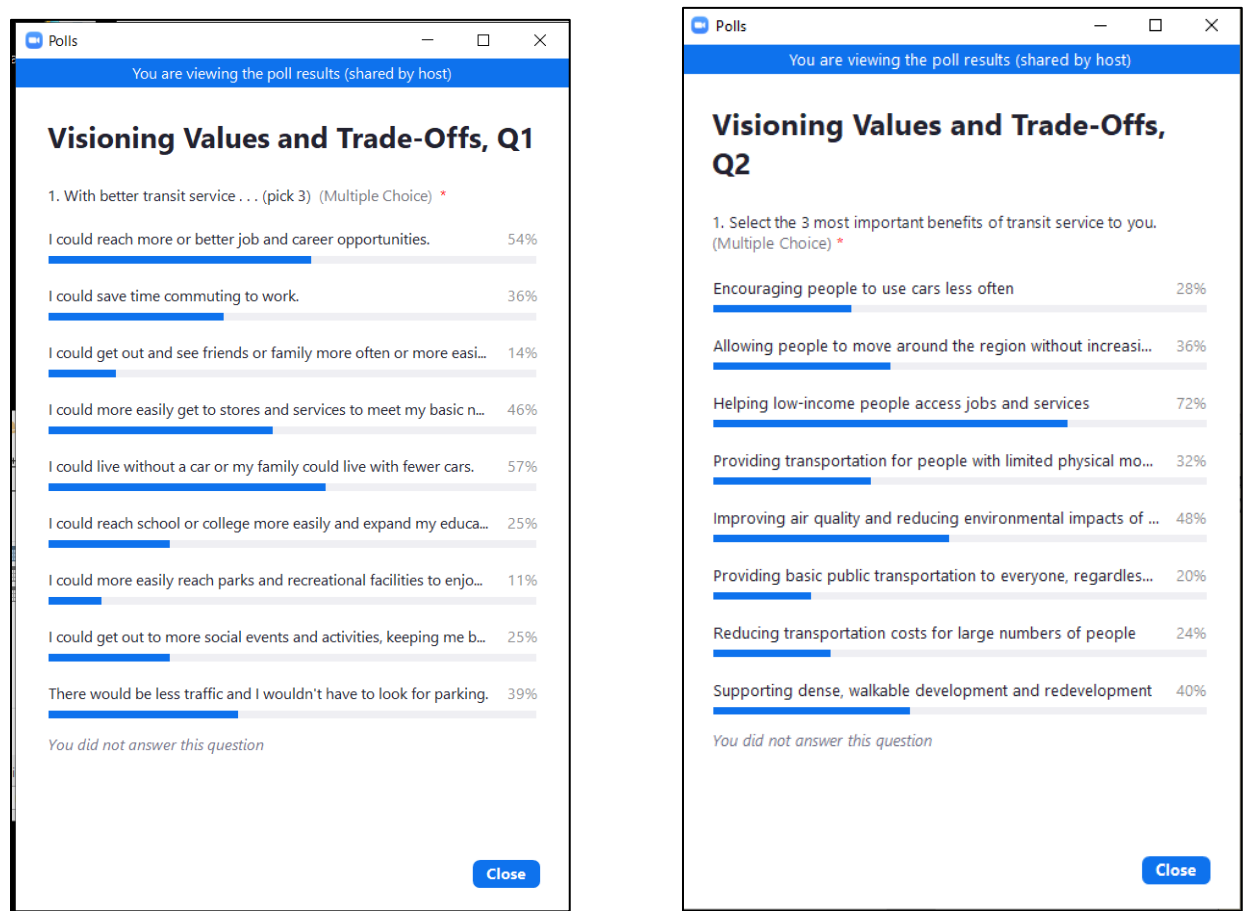 Polls
You are viewing the poll results (shared by host)
Visioning Values and Trade-Offs, Q1
1. With better transit service . . . (pick 3) (Multiple Choice) *
I could reach more or better job and career opportunities. 54%
I could save time commuting to work. 36%
I could get out and see friends or family more often or more easi... 14%
I could more easily get to stores and services to meet my basic n... 46%
I could live without a car or my family could live with fewer cars. 57%
I could reach school or college more easily and expand my educa... 25%
I could more easily reach parks and recreational facilities to enjo... 11%
I could get out to more social events and activities, keeping me b... 25%
There would be less traffic and I wouldn't have to look for parking. 39%
You did not answer this question
Close
Polls
You are viewing the poll results (shared by host)
Visioning Values and Trade-Offs,
Q2
1. Select the 3 most important benefits of transit service to you.
(Multiple Choice) *
Encouraging people to use cars less often 28%
Allowing people to move around the region without increasi... 36%
Helping low-income people access jobs and services 72%
Providing transportation for people with limited physical mo... 32%
Improving air quality and reducing environmental impacts of ... 48%
Providing basic public transportation to everyone, regardles... 20%
Reducing transportation costs for large numbers of people 24%
Supporting dense, walkable development and redevelopment 40%
You did not answer this question
Close